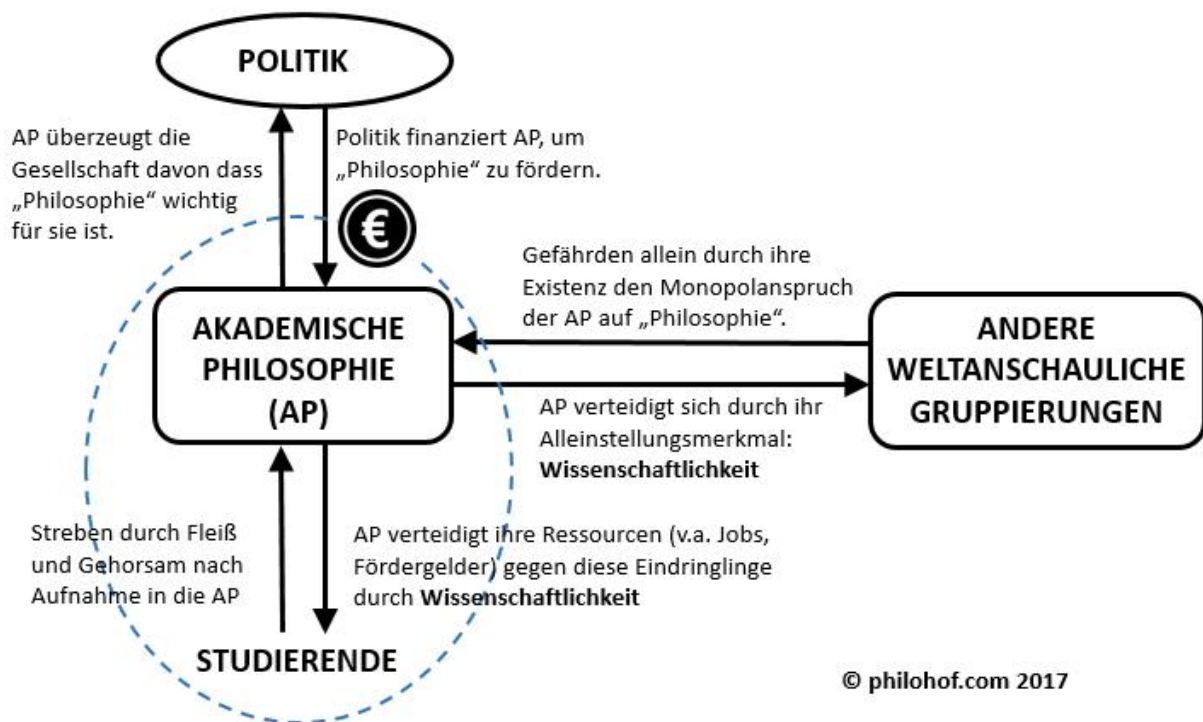 POLITIK
AP überzeugt die
Gesellschaft davon dass
„Philosophie“ wichtig
für sie ist.
Politik finanziert AP, um
„Philosophie“ zu fördern.
€
Gefährden allein durch ihre
Existenz den Monopolanspruch
der AP auf „Philosophie“.
AKADEMISCHE
PHILOSOPHIE
(AP)
ANDERE
WELTANSCHAULICHE
GRUPPIERUNGEN
AP verteidigt sich durch ihr
Alleinstellungsmerkmal:
Wissenschaftlichkeit
Streben durch Fleiß
und Gehorsam nach
Aufnahme in die AP
AP verteidigt ihre Ressourcen (v.a. Jobs,
Fördergelder) gegen diese Eindringlinge
durch Wissenschaftlichkeit
STUDIERENDE
© philohof.com 2017